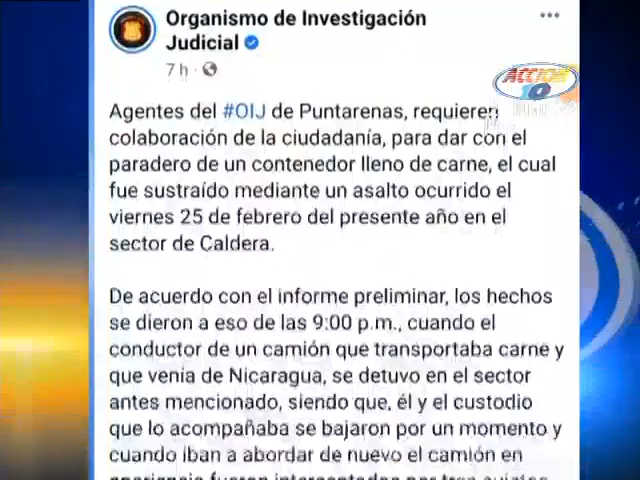 Organismo de Investigación
Judicial
7 h
ACCION
10
Agentes del #OIJ de Puntarenas, requieren
colaboración de la ciudadanía, para dar con el
paradero de un contenedor lleno de carne, el cual
fue sustraído mediante un asalto ocurrido el
viernes 25 de febrero del presente año en el
sector de Caldera.
De acuerdo con el informe preliminar, los hechos
se dieron a eso de las 9:00 p.m., cuando el
conductor de un camión que transportaba carne y
que venia de Nicaragua, se detuvo en el sector
antes mencionado, siendo que, él y el custodio
que lo acompañaba se bajaron por un momento y
cuando iban a abordar de nuevo el camión en